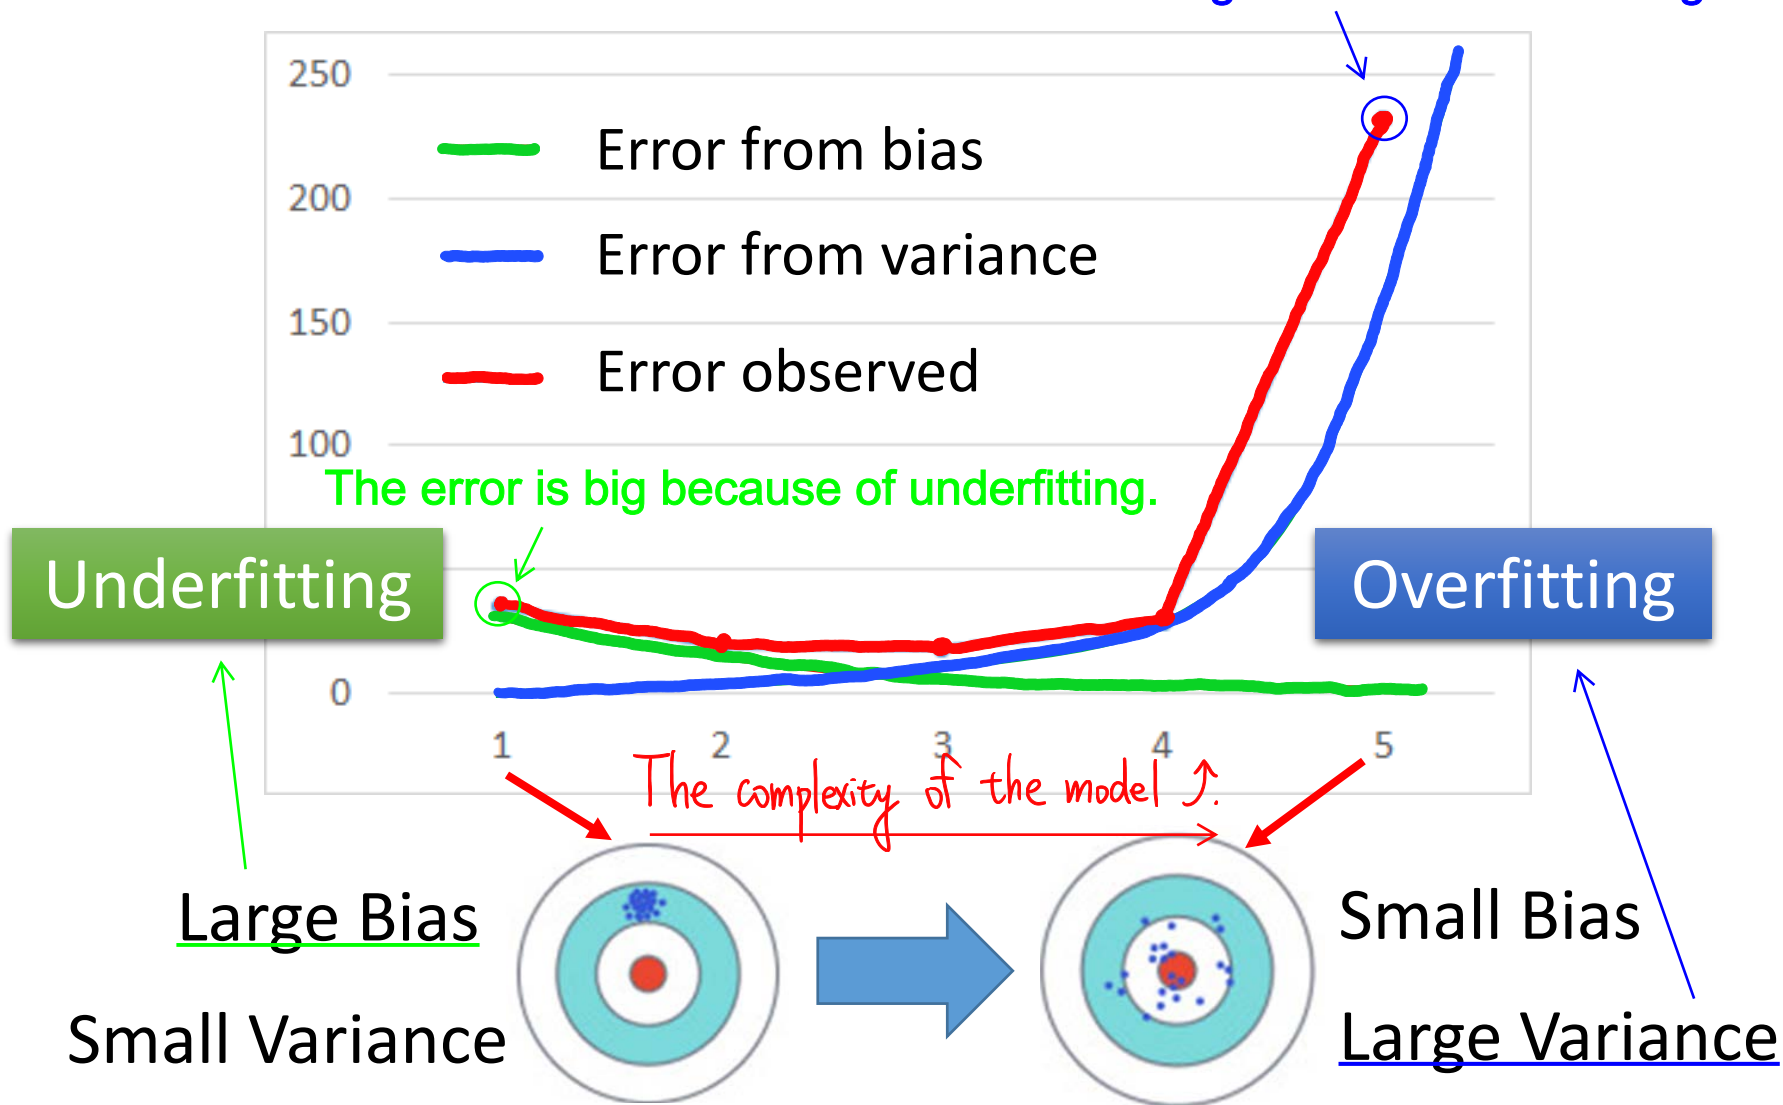 250
Error from bias
200
Error from variance
150
Error observed
100
The error is big because of underfitting.
Underfitting
Overfitting
0
1 2 3 4 5
The complexity of the model
Large Bias
Small Bias
Small Variance
Large Variance